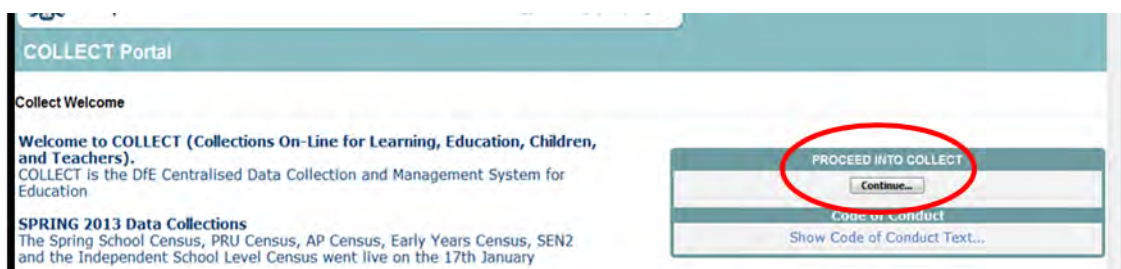 COLLECT Portal
Collect Welcome
Welcome to COLLECT (Collections On-Line for Learning, Education, Children,
and Teachers).
COLLECT is the DfE Centralised Data Collection and Management System for
Education
SPRING 2013 Data Collections
The Spring School Census, PRU Census, AP Census, Early Years Census, SEN2
and the Independent School Level Census went live on the 17th January
PROCEED INTO COLLECT
Continue...
Code of Conduct
Show Code of Conduct Text...